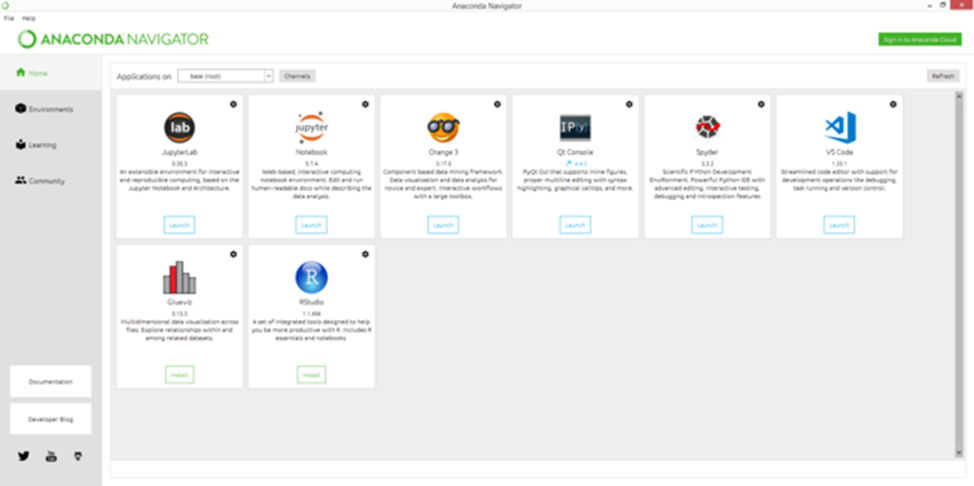 Anaconda Navigator
File Help
ANACONDA NAVIGATOR
Sign in to Anaconda Cloud
Home
Environments
Learning
Community
Documentation
Developer Blog
Applications on base (root) Channels
Refresh
lab
JupyterLab
0.35.3
An extensible environment for interactive
and reproducible computing, based on the
Jupyter Notebook and Architecture.
Launch
jupyter
Notebook
5.7.4
Web-based, interactive computing
notebook environment. Edit and run
human-readable docs while describing the
data analysis.
Launch
Orange 3
3.17.0
Component based data mining framework.
Data visualization and data analysis for
novice and expert. Interactive workflows
with a large toolbox.
Launch
IP[y]:
Qt Console
4.4.3
PyQt GUI that supports inline figures,
proper multiline editing with syntax
highlighting, graphical calltips, and more.
Launch
Spyder
3.3.2
Scientific PYthon Development
EnviRonment. Powerful Python IDE with
advanced editing, interactive testing,
debugging and introspection features
Launch
VS Code
Streamlined code editor with support for
development operations like debugging,
task running and version control.
Launch
Glueviz
0.13.3
Multidimensional data visualization across
files. Explore relationships within and
among related datasets.
Install
R
RStudio
1.1.456
A set of integrated tools designed to help
you be more productive with R. Includes R
essentials and notebooks.
Install